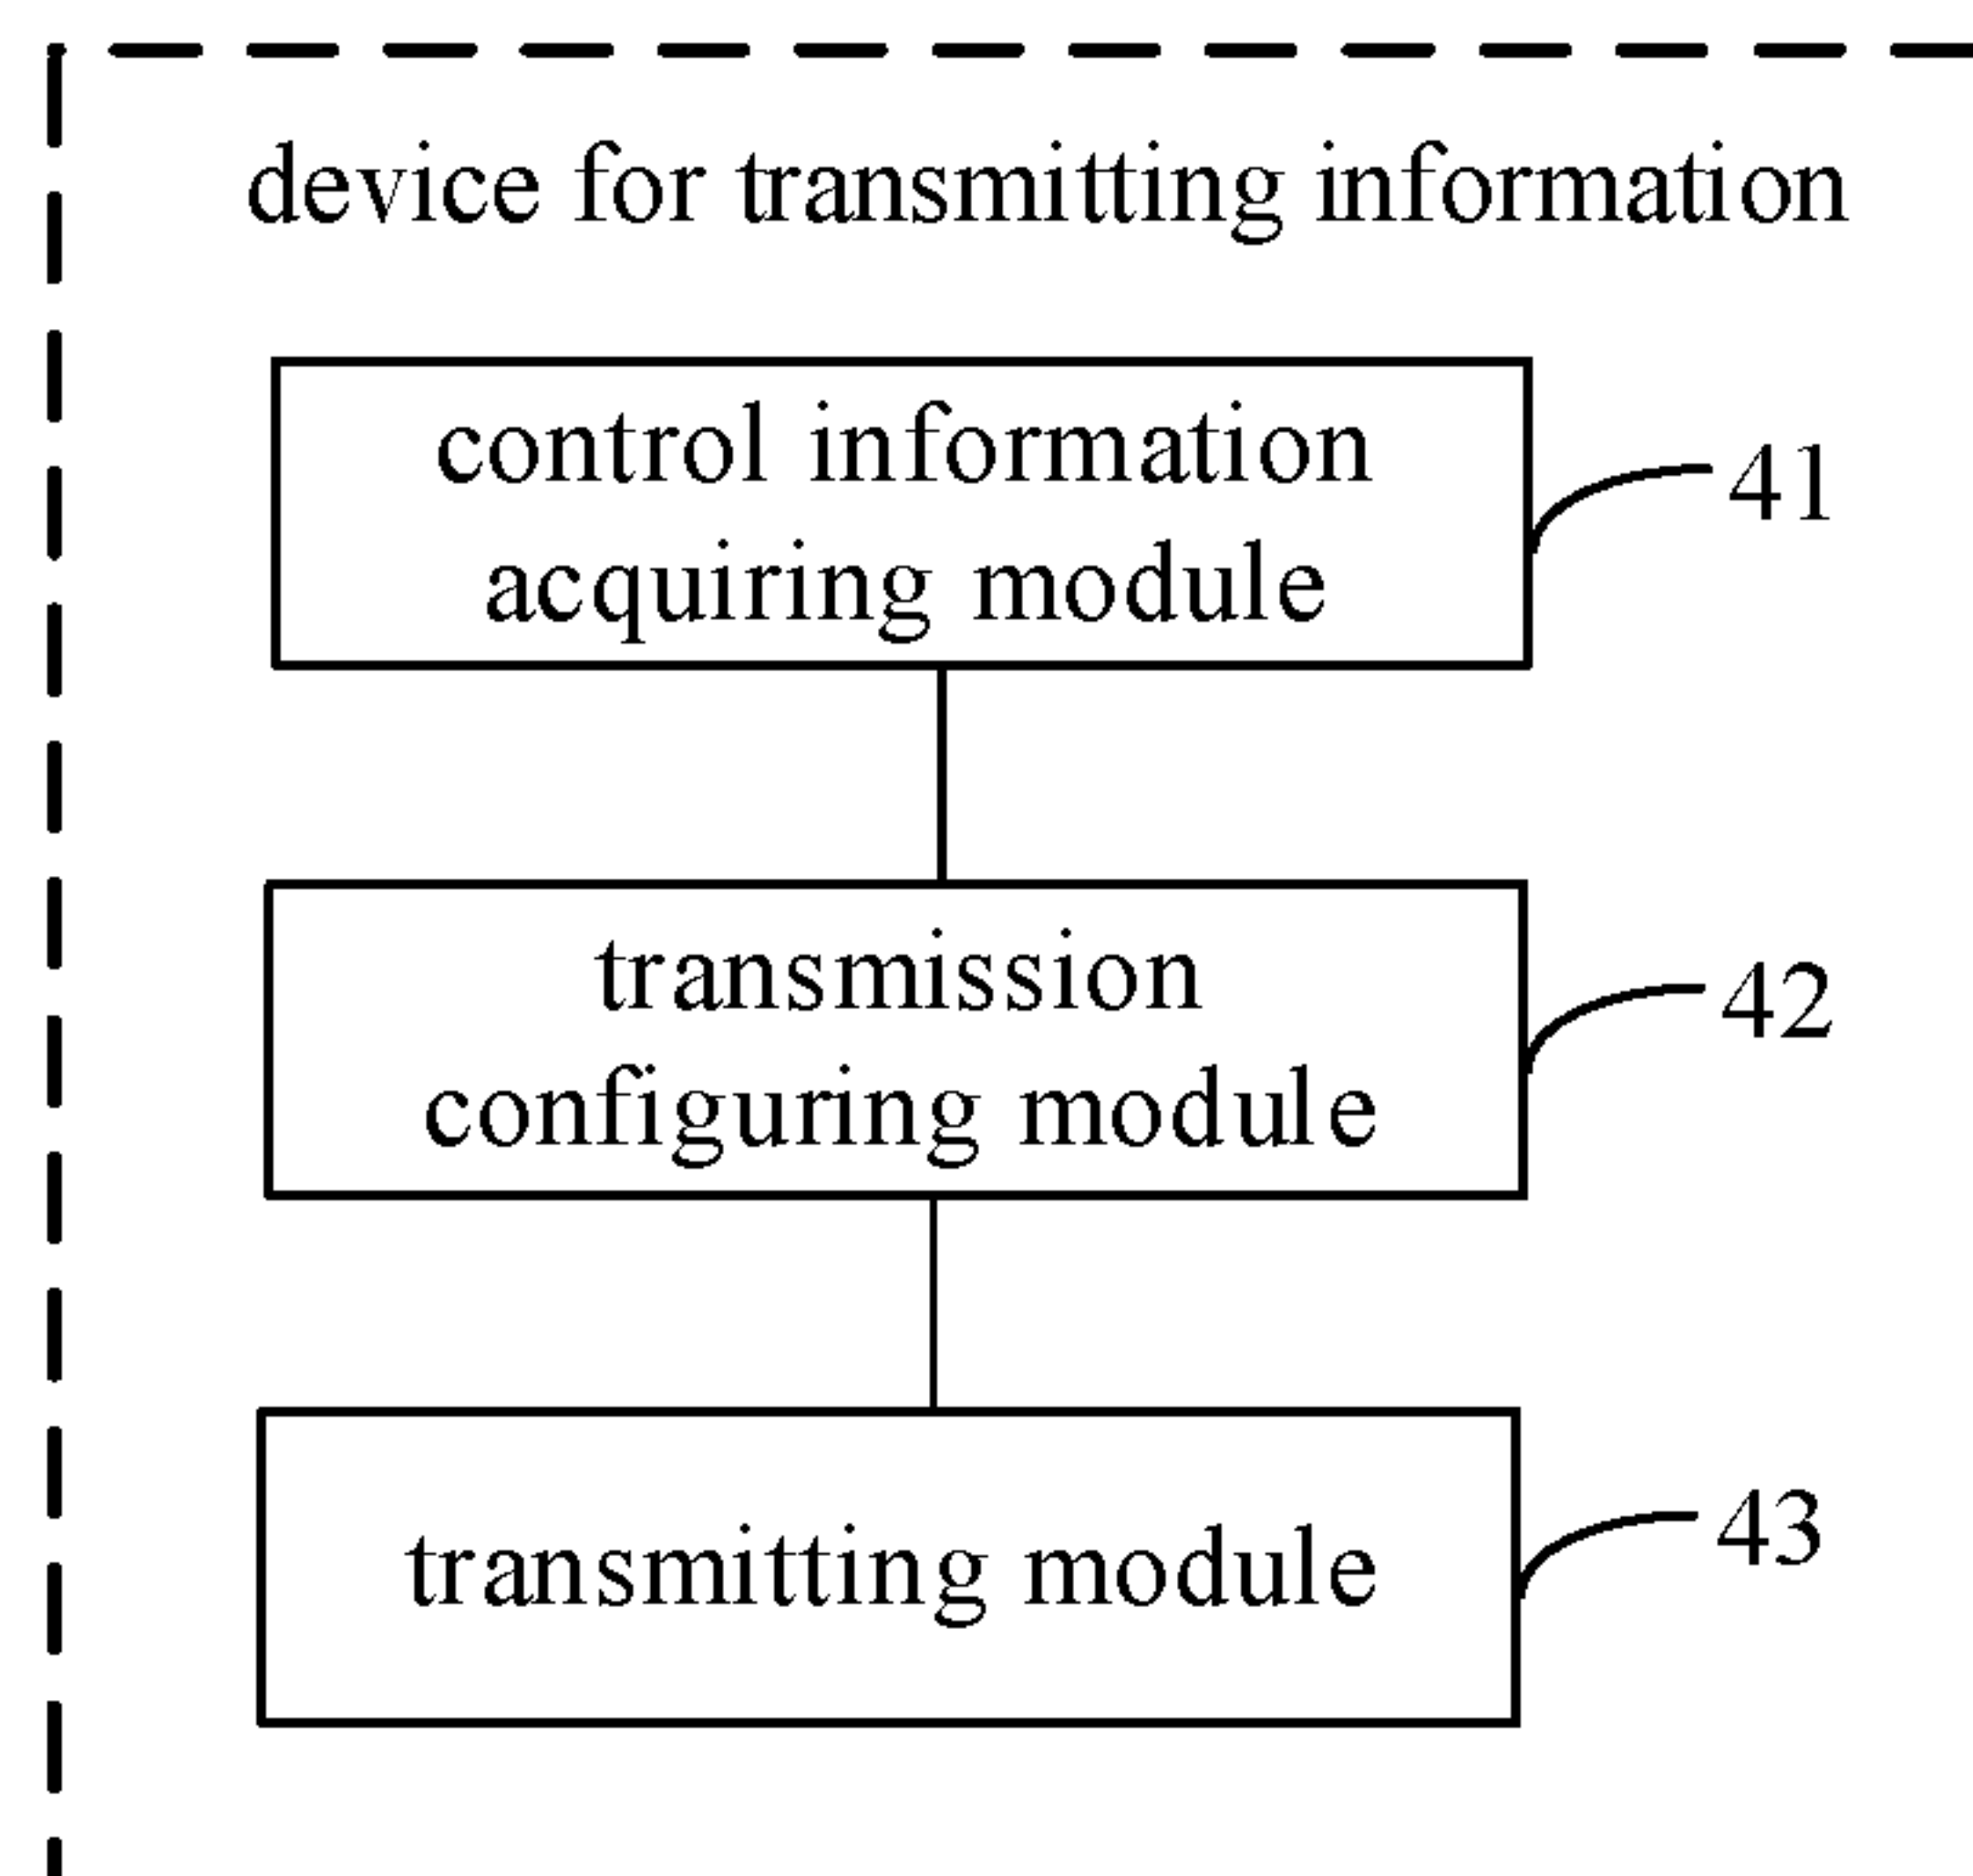 device for transmitting information
control information
acquiring module
41
transmission
configuring module
42
transmitting module
43